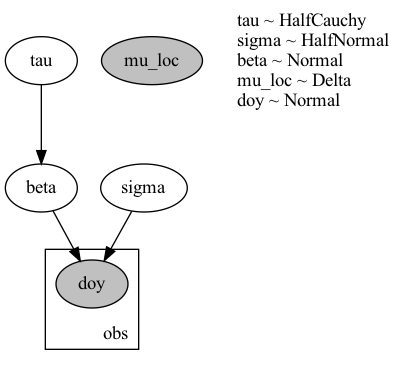 tau
mu_loc
tau ~ HalfCauchy
sigma ~ HalfNormal
beta ~ Normal
mu_loc ~ Delta
doy ~ Normal
beta
sigma
doy
obs